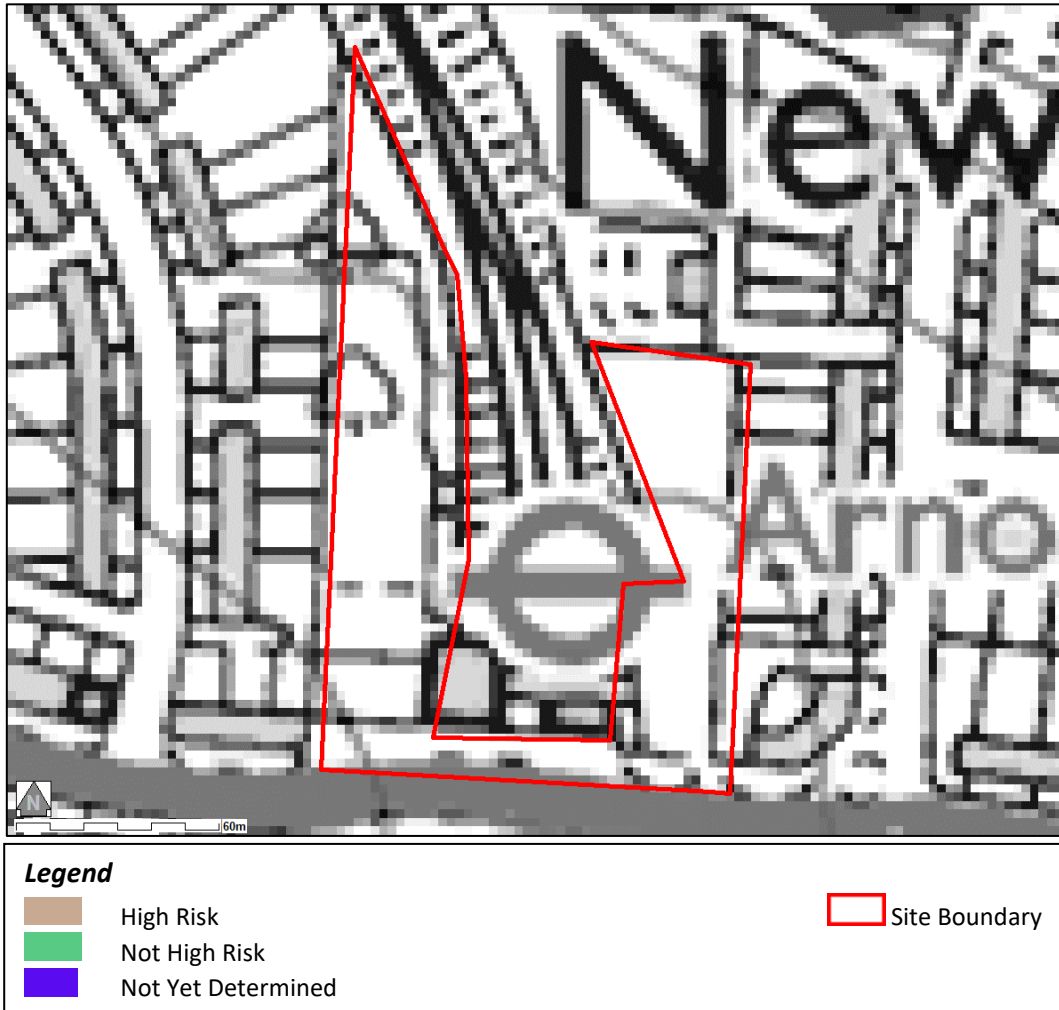 New
Arno
N
60m
Legend
High Risk
Site Boundary
Not High Risk
Not Yet Determined